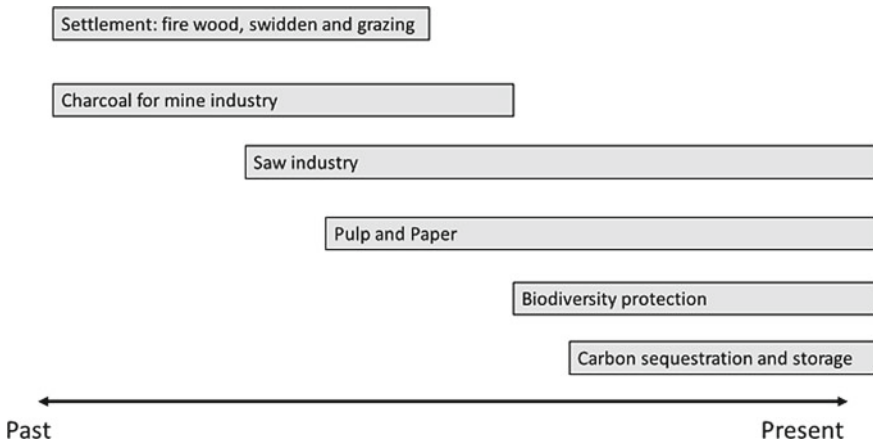 Settlement: fire wood, swidden and grazing
Charcoal for mine industry
Saw industry
Pulp and Paper
Biodiversity protection
Carbon sequestration and storage
Past Present